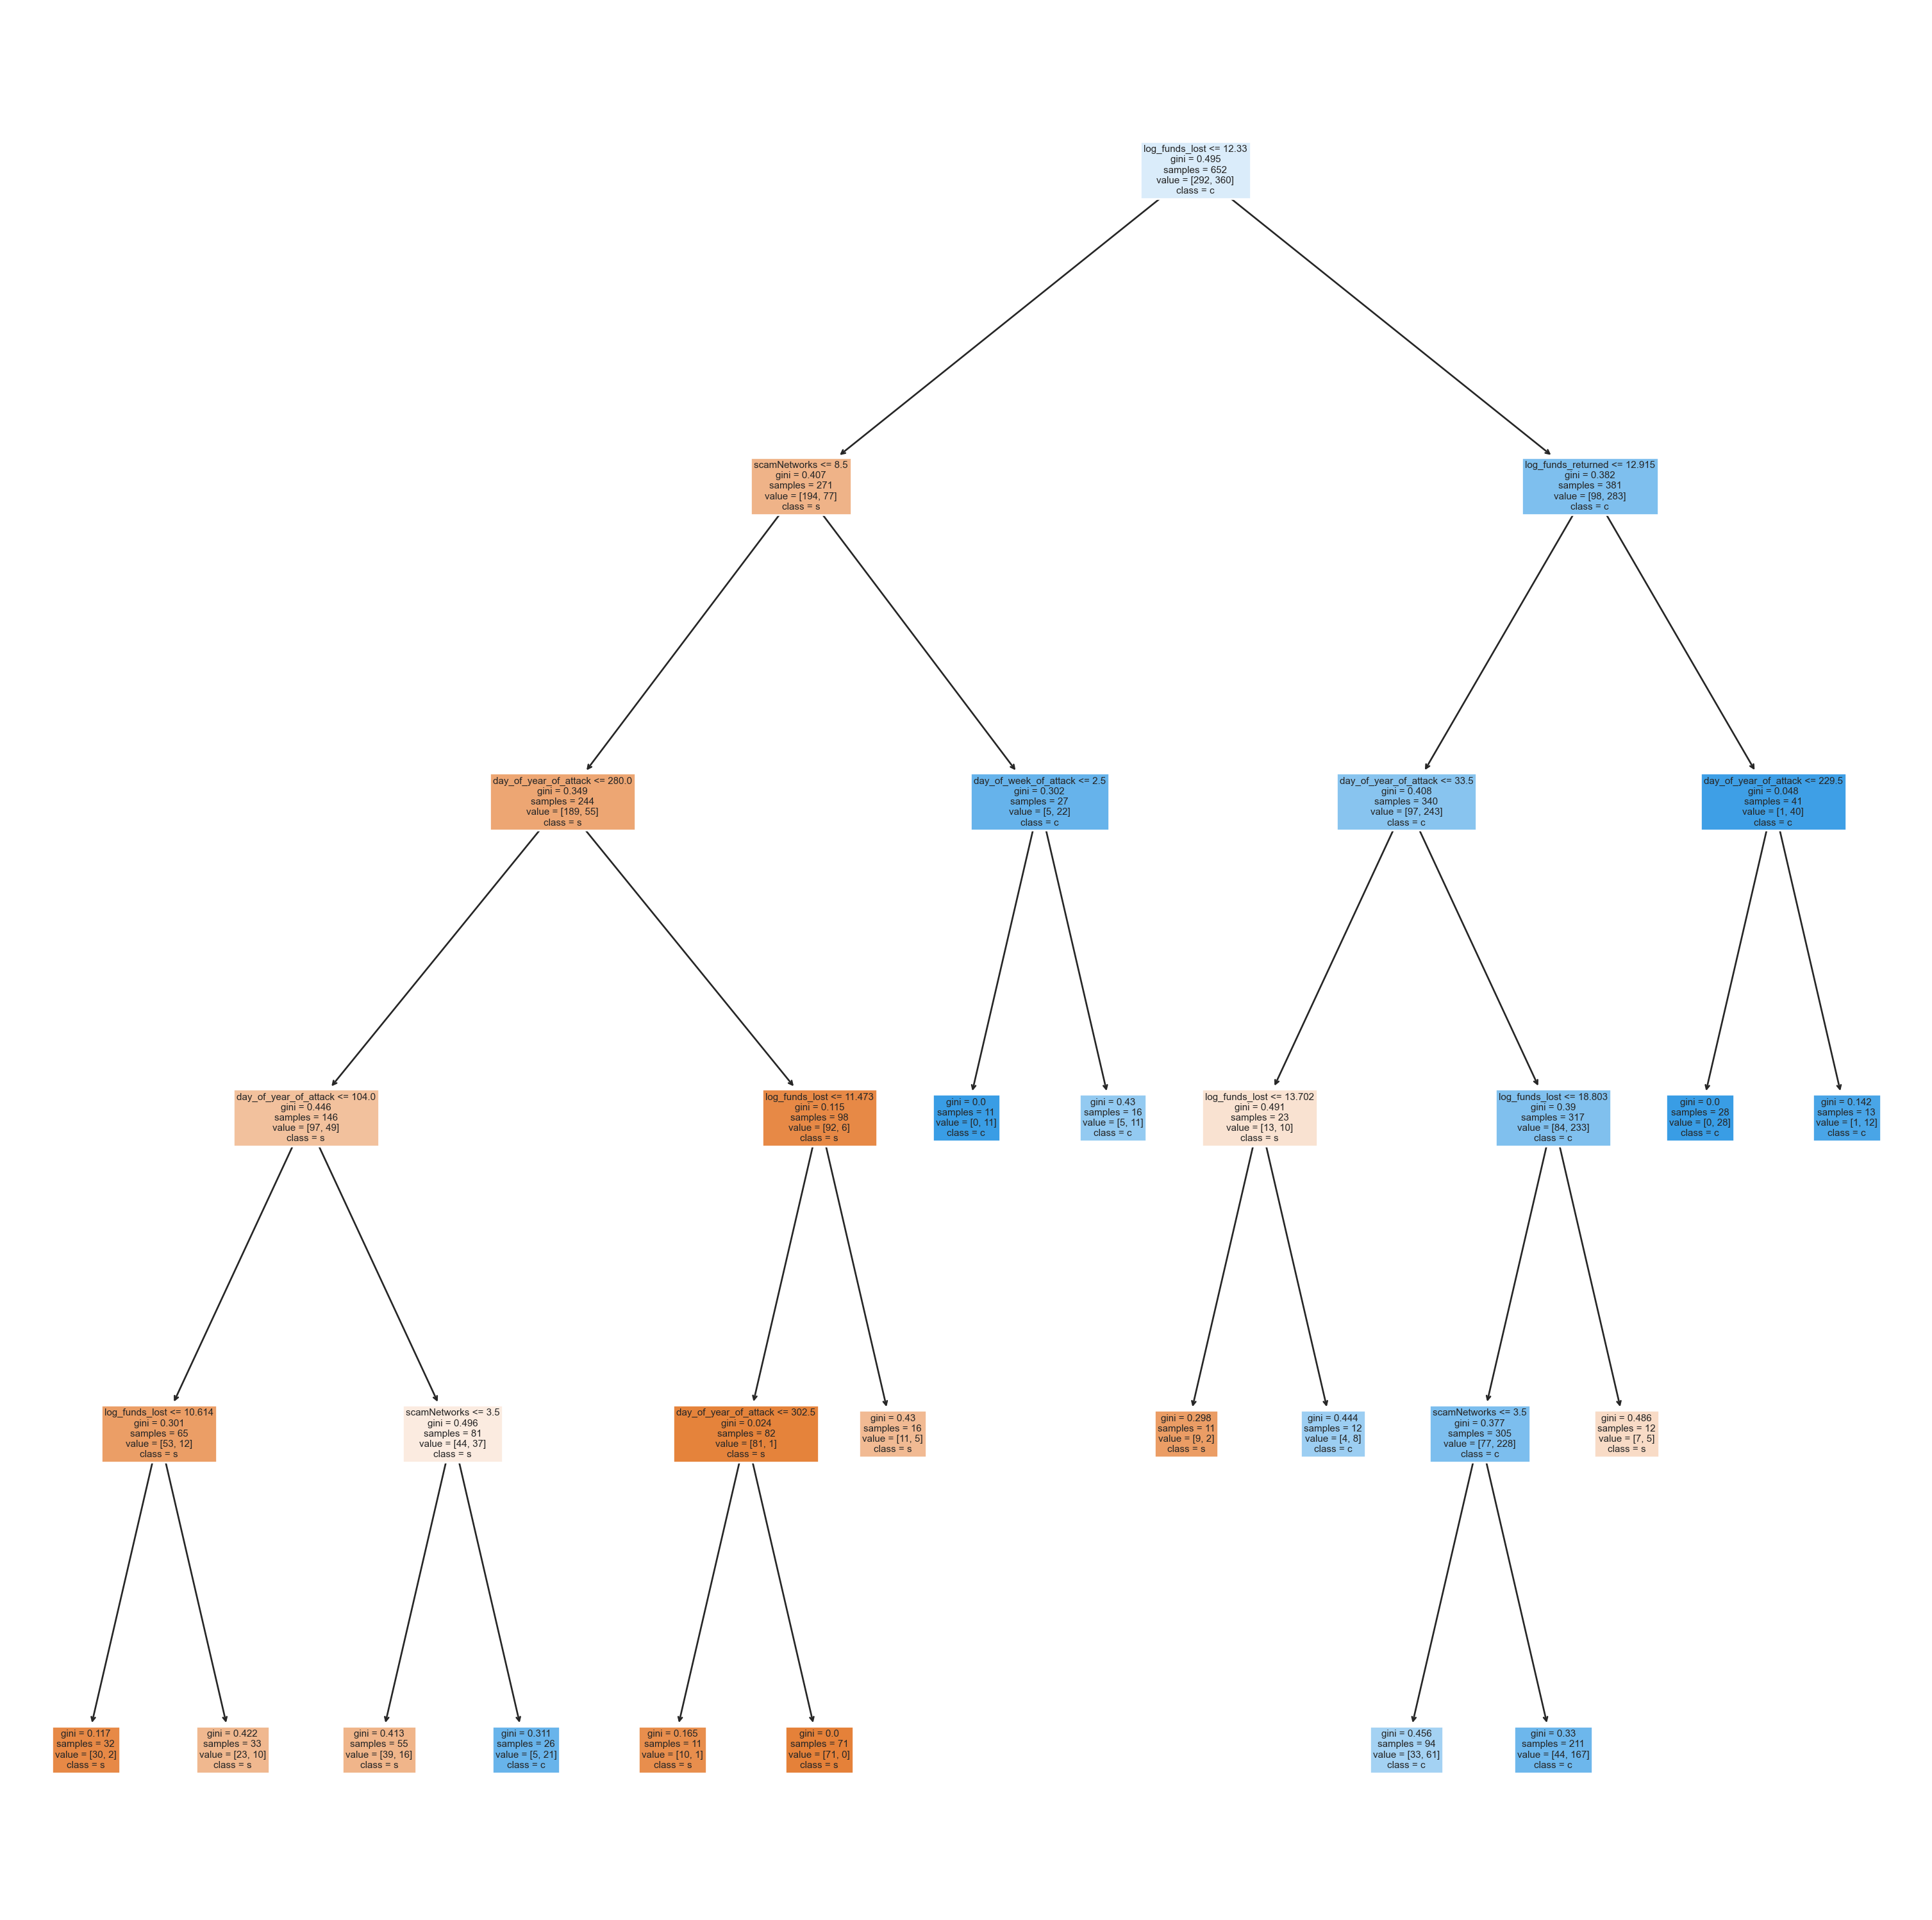 log_funds_lost <= 12.33
gini = 0.495
samples = 652
value = [292, 360]
class = c
scamNetworks <= 8.5
gini = 0.407
samples = 271
value = [194, 77]
class = s
log_funds_returned <= 12.915
gini = 0.382
samples = 381
value = [98, 283]
class = c
day_of_year_of_attack <= 280.0
gini = 0.349
samples = 244
value = [189, 55]
class = s
day_of_week_of_attack <= 2.5
gini = 0.302
samples = 27
value = [5, 22]
class = c
day_of_year_of_attack <= 33.5
gini = 0.408
samples = 340
value = [97, 243]
class = c
day_of_year_of_attack <= 229.5
gini = 0.048
samples = 41
value = [1, 40]
class = c
day_of_year_of_attack <= 104.0
gini = 0.446
samples = 146
value = [97, 49]
class = s
log_funds_lost <= 11.473
gini = 0.115
samples = 98
value = [92, 6]
class = s
gini = 0.0
samples = 11
value = [0, 11]
class = c
gini = 0.43
samples = 16
value = [5, 11]
class = c
log_funds_lost <= 13.702
gini = 0.491
samples = 23
value = [13, 10]
class = s
log_funds_lost <= 18.803
gini = 0.39
samples = 317
value = [84, 233]
class = c
gini = 0.0
samples = 28
value = [0, 28]
class = c
gini = 0.142
samples = 13
value = [1, 12]
class = c
log_funds_lost <= 10.614
gini = 0.301
samples = 65
value = [53, 12]
class = s
scamNetworks <= 3.5
gini = 0.496
samples = 81
value = [44, 37]
class = s
day_of_year_of_attack <= 302.5
gini = 0.024
samples = 82
value = [81, 1]
class = s
gini = 0.43
samples = 16
value = [11, 5]
class = s
gini = 0.298
samples = 11
value = [9, 2]
class = s
gini = 0.444
samples = 12
value = [4, 8]
class = c
scamNetworks <= 3.5
gini = 0.377
samples = 305
value = [77, 228]
class = c
gini = 0.486
samples = 12
value = [7, 5]
class = s
gini = 0.117
samples = 32
value = [30, 2]
class = s
gini = 0.422
samples = 33
value = [23, 10]
class = s
gini = 0.413
samples = 55
value = [39, 16]
class = s
gini = 0.311
samples = 26
value = [5, 21]
class = c
gini = 0.165
samples = 11
value = [10, 1]
class = s
gini = 0.0
samples = 71
value = [71, 0]
class = s
gini = 0.456
samples = 94
value = [33, 61]
class = c
gini = 0.33
samples = 211
value = [44, 167]
class = c